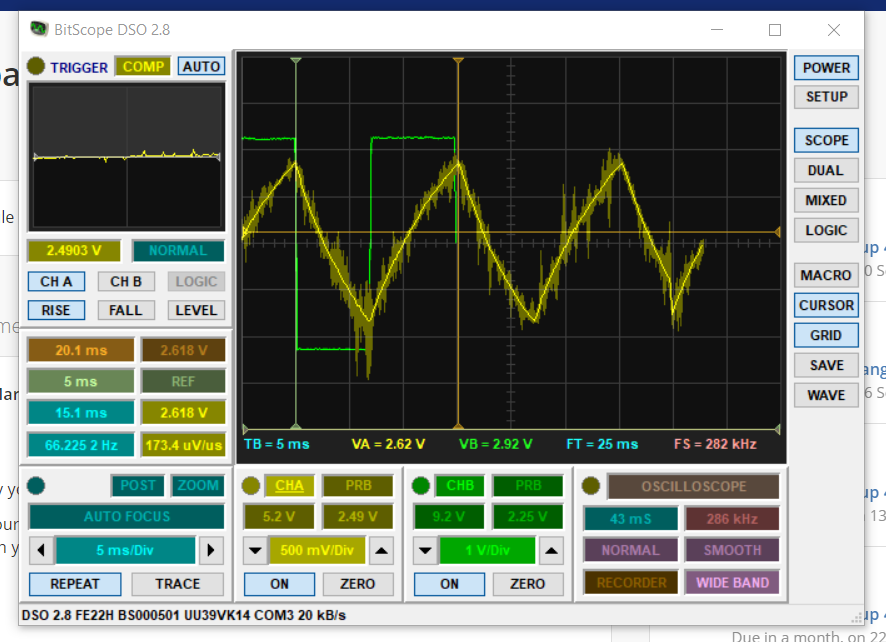 BitScope DSO 2.8
TRIGGER COMP AUTO
POWER
SETUP
SCOPE
DUAL
MIXED
LOGIC
MACRO
CURSOR
GRID
SAVE
WAVE
2.4903 V NORMAL
CH A CH B LOGIC
RISE FALL LEVEL
20.1 ms 2.618 V
5 ms REF
15.1 ms 2.618 V
66.225 2 Hz 173.4 uV/us
TB = 5 ms VA = 2.62 V VB = 2.92 V FT = 25 ms FS = 282 kHz
POST ZOOM
AUTO FOCUS
5 ms/Div
REPEAT TRACE
CHA PRB
5.2 V 2.49 V
500 mV/Div
ON ZERO
CHB PRB
9.2 V 2.25 V
1 V/Div
ON ZERO
OSCILLOSCOPE
43 mS 286 kHz
NORMAL SMOOTH
RECORDER WIDE BAND
DSO 2.8 FE22H BS000501 UU39VK14 COM3 20 kB/s
Due in a month, on 22